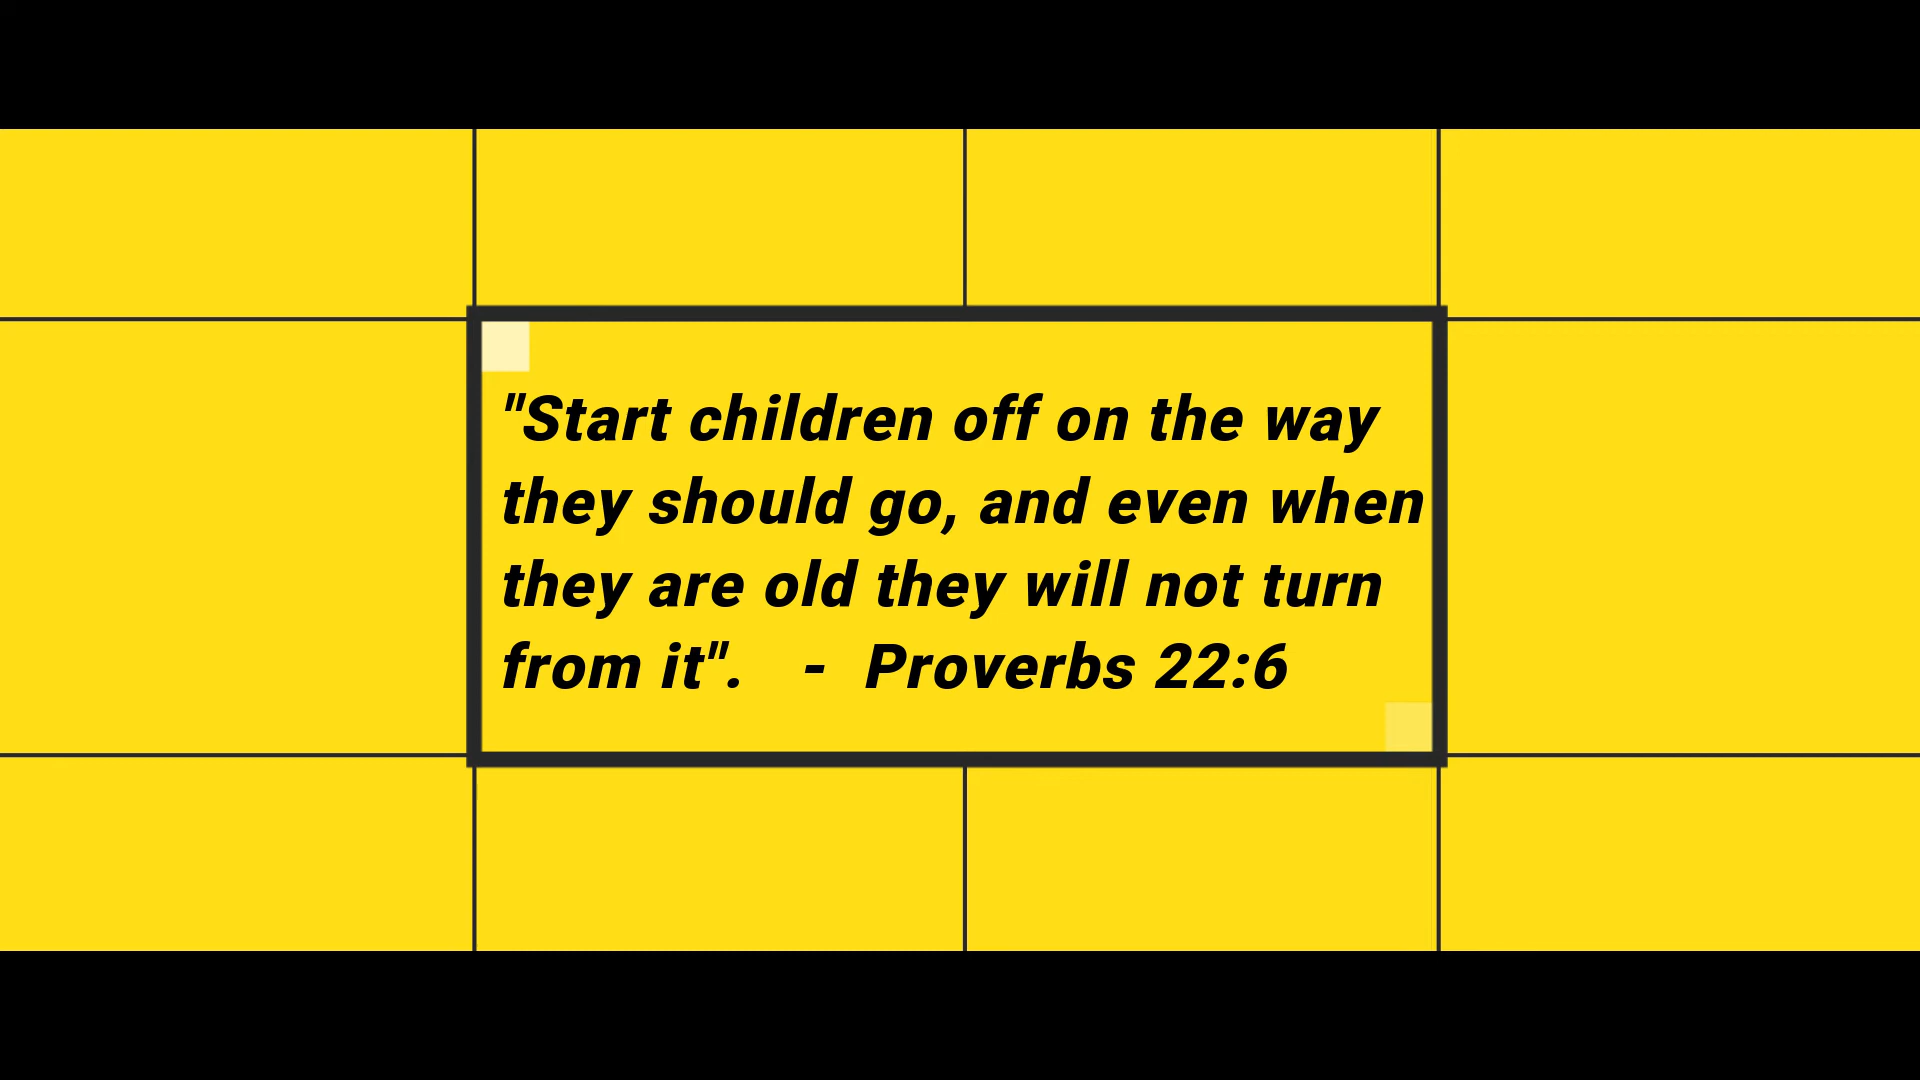 "Start children off on the way
they should go, and even when
they are old they will not turn
from it".   -  Proverbs 22:6